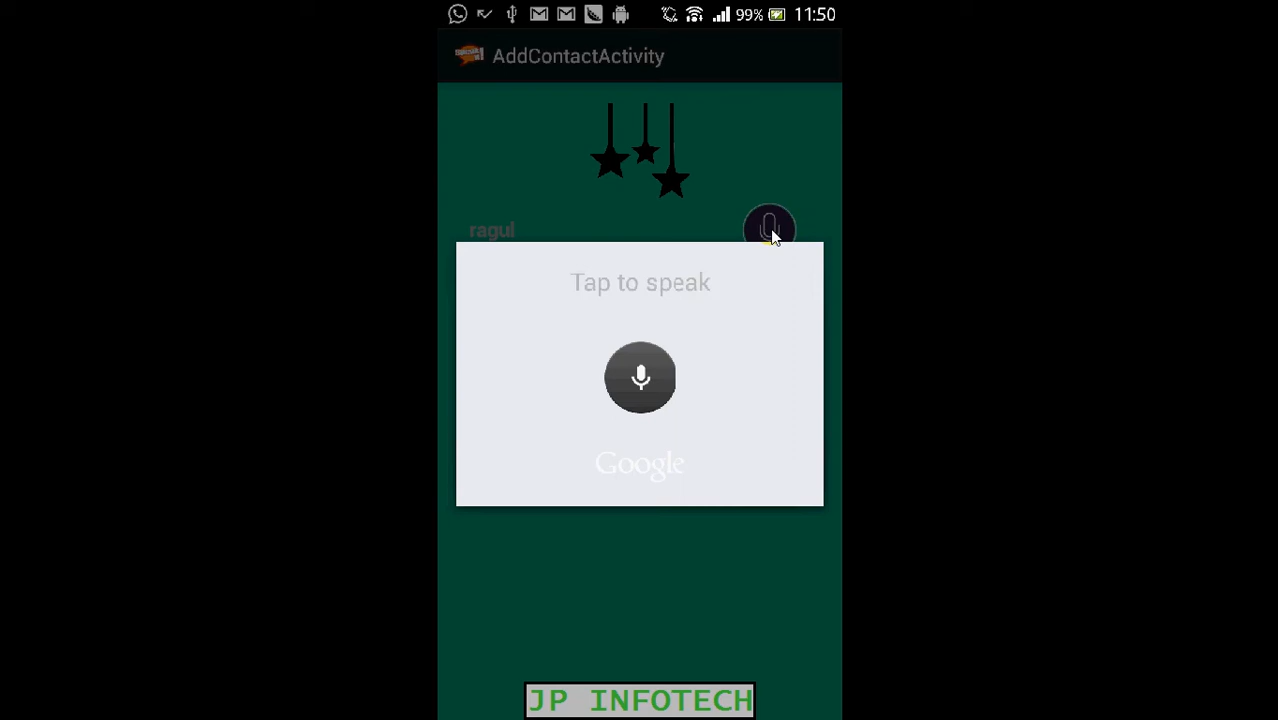 99% 11:50
AddContactActivity
ragul
Tap to speak
Google
JP INFOTECH